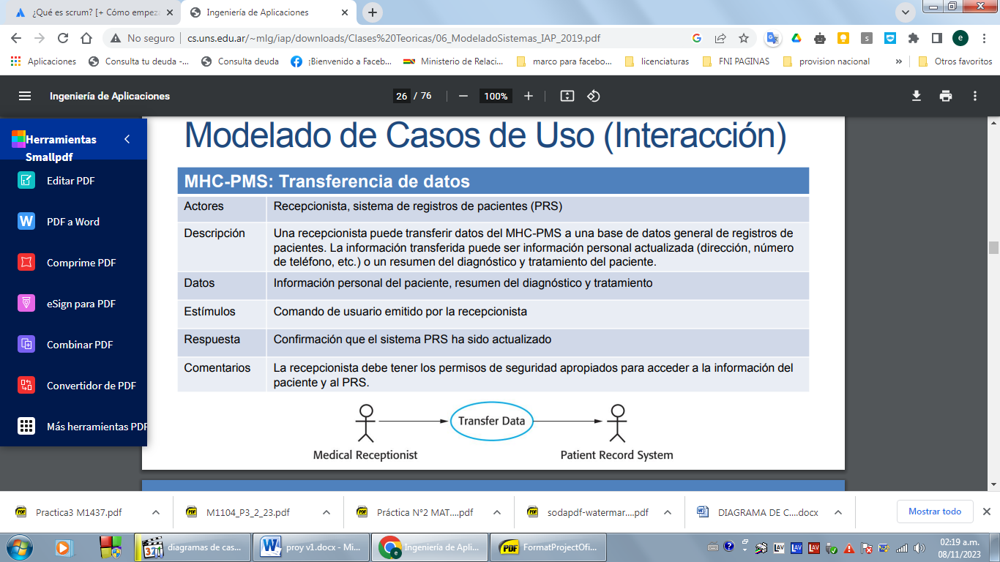 ¿Qué es scrum? [+ Cómo empeza
Ingeniería de Aplicaciones
No seguro
cs.uns.edu.ar/~mlg/iap/downloads/Clases%20Teoricas/06_ModeladoSistemas_IAP_2019.pdf
G
S
e
Aplicaciones
Consulta tu deuda -...
Consulta deuda
¡Bienvenido a Faceb...
Ministerio de Relaci...
marco para facebo...
licenciaturas
FNI PAGINAS
provision nacional
»
Otros favoritos
Ingeniería de Aplicaciones
26 / 76
100%
Herramientas
Smallpdf
Editar PDF
W PDF a Word
Comprime PDF
eSign para PDF
Combinar PDF
Convertidor de PDF
Más herramientas PDF
Modelado de Casos de Uso (Interacción)
MHC-PMS: Transferencia de datos
Actores Recepcionista, sistema de registros de pacientes (PRS)
Descripción Una recepcionista puede transferir datos del MHC-PMS a una base de datos general de registros de
pacientes. La información transferida puede ser información personal actualizada (dirección, número
de teléfono, etc.) o un resumen del diagnóstico y tratamiento del paciente.
Datos Información personal del paciente, resumen del diagnóstico y tratamiento
Estímulos Comando de usuario emitido por la recepcionista
Respuesta Confirmación que el sistema PRS ha sido actualizado
Comentarios La recepcionista debe tener los permisos de seguridad apropiados para acceder a la información del
paciente y al PRS.
Transfer Data
Medical Receptionist
Patient Record System
PDF Practica3 M1437.pdf
PDF M1104_P3_2_23.pdf
PDF Práctica N°2 MAT....pdf
PDF sodapdf-watermar....pdf
W DIAGRAMA DE C....docx
Mostrar todo
321 diagramas de cas...
W proy v1.docx - Mi...
e Ingeniería de Apli...
PDF FormatProjectOfi...
LAV LAV LAV
02:19 a.m.
08/11/2023